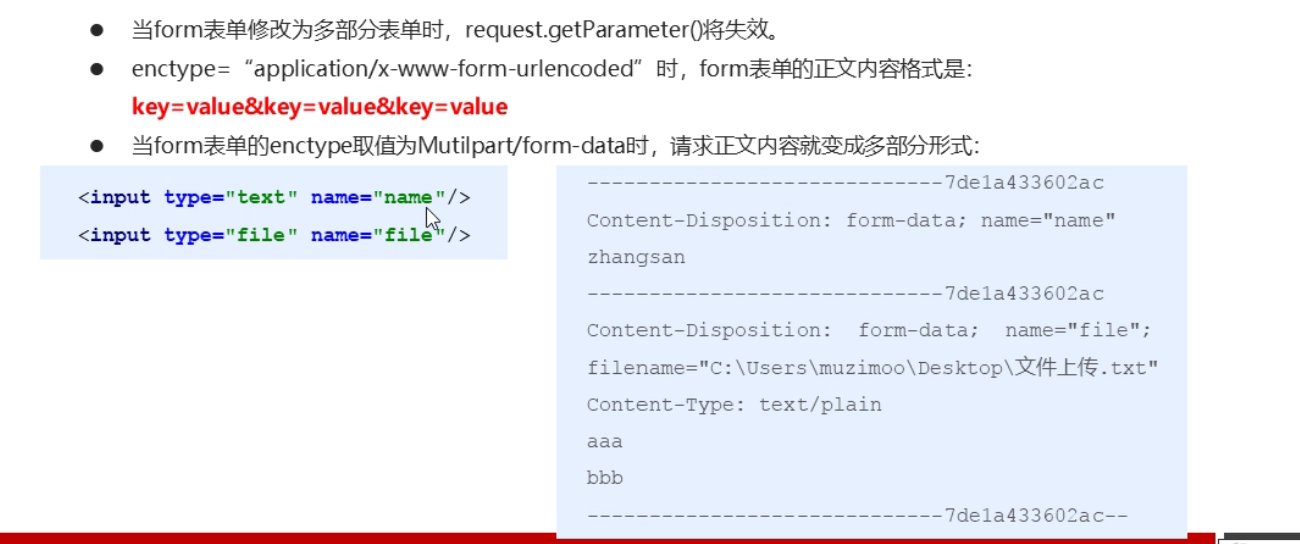 ● 当form表单修改为多部分表单时，request.getParameter()将失效。
● enctype=“application/x-www-form-urlencoded”时，form表单的正文内容格式是：
key=value&key=value&key=value
● 当form表单的enctype取值为Mutilpart/form-data时，请求正文内容就变成多部分形式：
<input type="text" name="name"/>
<input type="file" name="file"/>
-----------------------------7de1a433602ac
Content-Disposition: form-data; name="name"
zhangsan
-----------------------------7de1a433602ac
Content-Disposition: form-data; name="file";
filename="C:\Users\muzimoo\Desktop\文件上传.txt"
Content-Type: text/plain
aaa
bbb
-----------------------------7de1a433602ac--